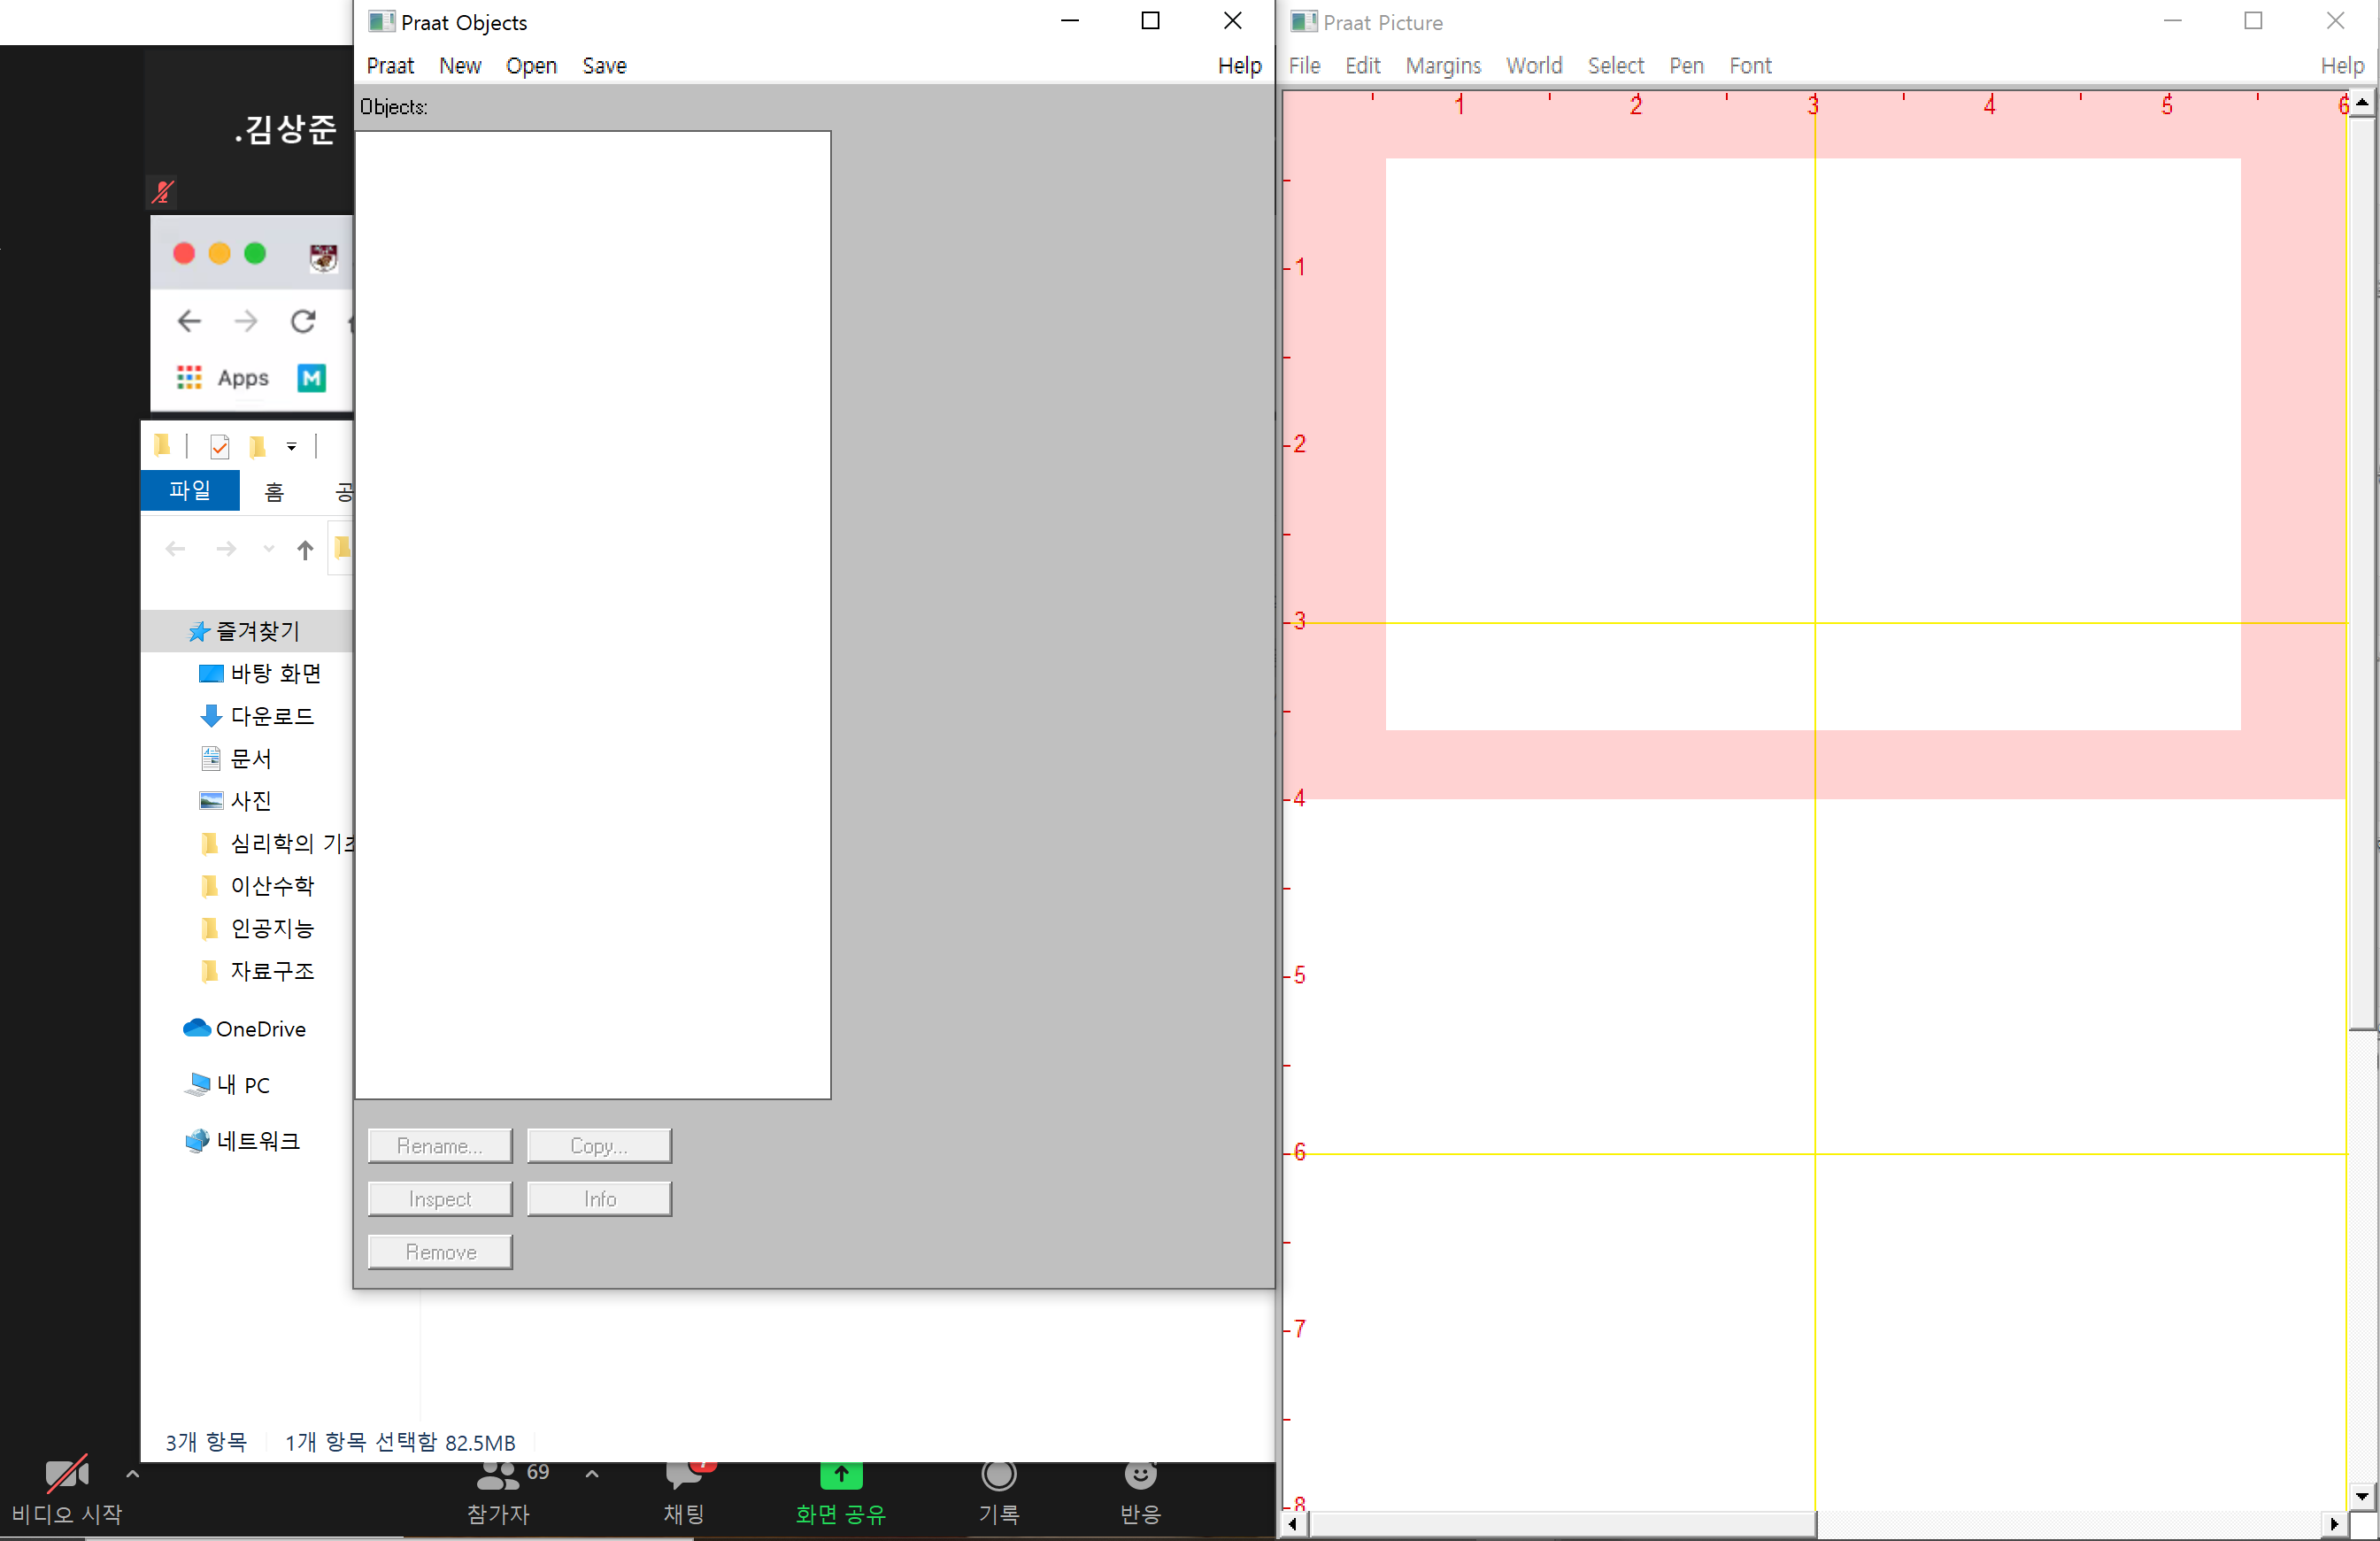 Praat Objects
Praat New Open Save Help
Objects:
Rename... Copy...
Inspect Info
Remove
Praat Picture
File Edit Margins World Select Pen Font Help
1 2 3 4 5 6
1
2
3
4
5
6
7
8
.김상준
Apps
M
파일 홈
즐겨찾기
바탕 화면
다운로드
문서
사진
심리학의
이산수학
인공지능
자료구조
OneDrive
내 PC
네트워크
3개 항목 1개 항목 선택함 82.5MB
69
비디오 시작 참가자 채팅 화면 공유 기록 반응